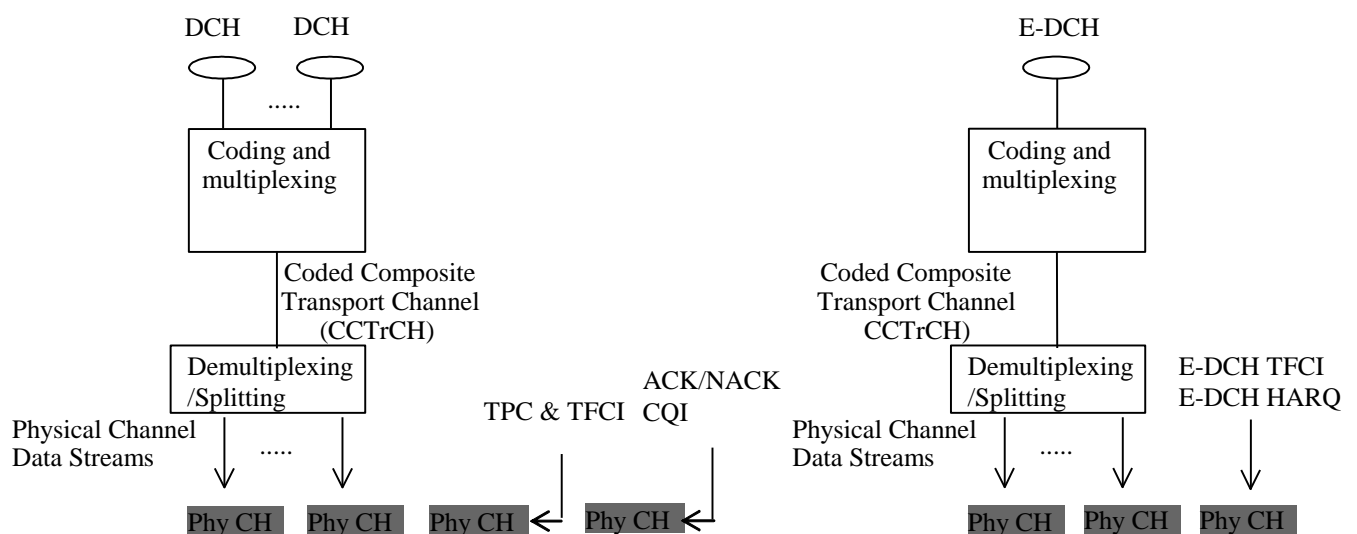 DCH DCH
.....
Coding and
multiplexing
Coded Composite
Transport Channel
(CCTrCH)
Demultiplexing
/Splitting
Physical Channel
Data Streams
.....
TPC & TFCI
ACK/NACK
CQI
Phy CH Phy CH Phy CH Phy CH
E-DCH
Coding and
multiplexing
Coded Composite
Transport Channel
CCTrCH)
Demultiplexing
/Splitting
Physical Channel
Data Streams
.....
E-DCH TFCI
E-DCH HARQ
Phy CH Phy CH Phy CH